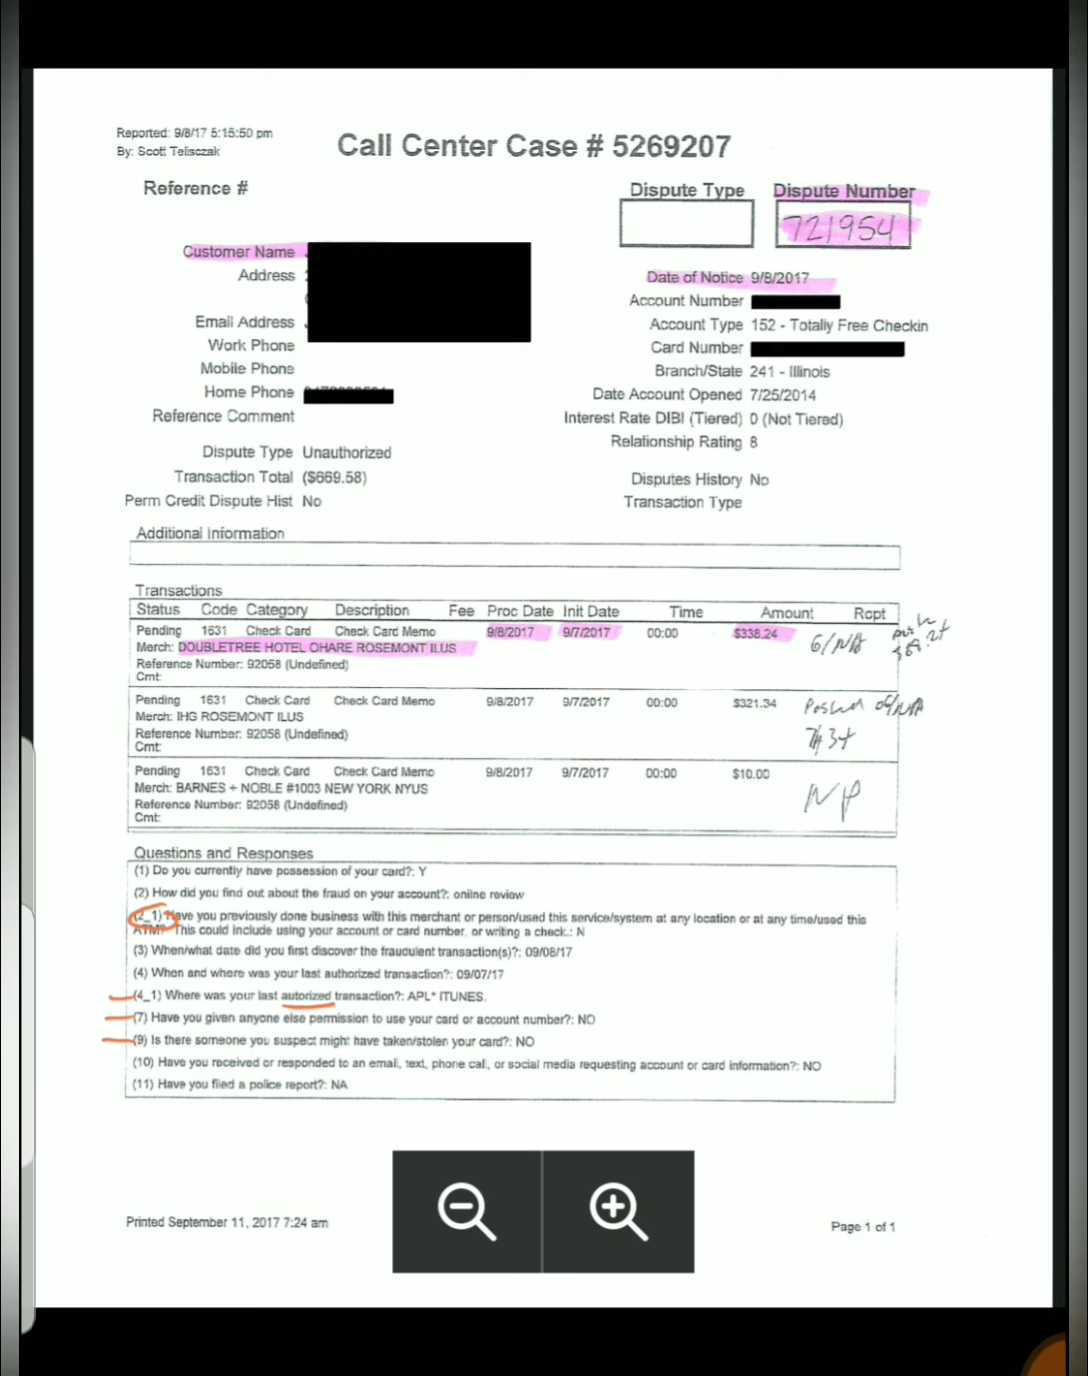 Reported: 9/8/17 5:15:50 pm
By: Scott Telisczak
Call Center Case # 5269207
Reference #
Dispute Type
Dispute Number
721954
Customer Name
Address
Email Address
Work Phone
Mobile Phone
Home Phone
Reference Comment
Date of Notice 9/8/2017
Account Number
Account Type 152 - Totally Free Checkin
Card Number
Branch/State 241 - Illinois
Date Account Opened 7/25/2014
Interest Rate DIBI (Tiered) 0 (Not Tiered)
Relationship Rating 8
Dispute Type Unauthorized
Transaction Total ($669.58)
Perm Credit Dispute Hist No
Disputes History No
Transaction Type
Additional Information
Transactions
Status Code Category Description Fee Proc Date Init Date Time Amount Rcpt
Pending 1631 Check Card Check Card Memo 9/8/2017 9/7/2017 00:00 $338.24
Merch: DOUBLETREE HOTEL OHARE ROSEMONT ILUS
Reference Number: 92058 (Undefined)
Cmt:
Pending 1631 Check Card Check Card Memo 9/8/2017 9/7/2017 00:00 $321.34 Posted
Merch: IHG ROSEMONT ILUS
Reference Number: 92058 (Undefined)
Cmt:
Pending 1631 Check Card Check Card Memo 9/8/2017 9/7/2017 00:00 $10.00
Merch: BARNES + NOBLE #1003 NEW YORK NYUS
Reference Number: 92058 (Undefined)
Cmt:
NP
Questions and Responses
(1) Do you currently have possession of your card?: Y
(2) How did you find out about the fraud on your account?: online review
(2_1) Have you previously done business with this merchant or person/used this service/system at any location or at any time/used this
ATM? This could include using your account or card number, or writing a check.: N
(3) When/what date did you first discover the fraudulent transaction(s)?: 09/08/17
(4) When and where was your last authorized transaction?: 09/07/17
(4_1) Where was your last autorized transaction?: APL* ITUNES.
(7) Have you given anyone else permission to use your card or account number?: NO
(9) Is there someone you suspect might have taken/stolen your card?: NO
(10) Have you received or responded to an email, text, phone call, or social media requesting account or card information?: NO
(11) Have you filed a police report?: NA
Printed September 11, 2017 7:24 am
Page 1 of 1